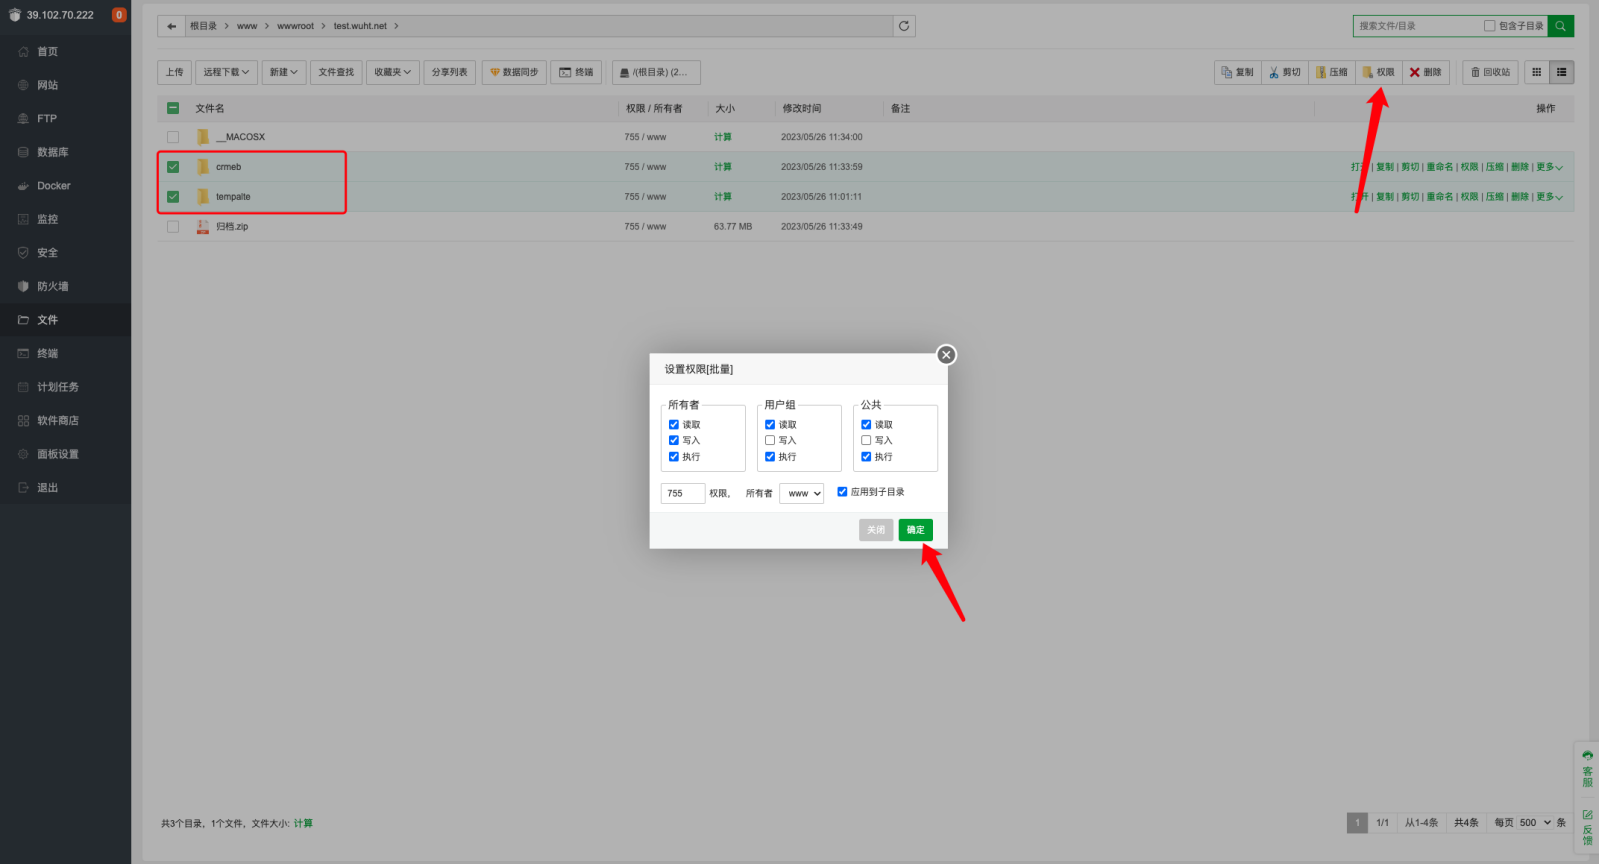 39.102.70.222 0
首页
网站
FTP
数据库
Docker
监控
安全
防火墙
文件
终端
计划任务
软件商店
面板设置
退出
根目录 > www > wwwroot > test.wuht.net >
搜索文件/目录 包含子目录
上传 远程下载 新建 文件查找 收藏夹 分享列表 数据同步 终端 /(根目录) (2... 复制 剪切 压缩 权限 删除 回收站
文件名 权限 / 所有者 大小 修改时间 备注 操作
__MACOSX 755 / www 计算 2023/05/26 11:34:00
crmeb 755 / www 计算 2023/05/26 11:33:59 打开 | 复制 | 剪切 | 重命名 | 权限 | 压缩 | 删除 | 更多
tempalte 755 / www 计算 2023/05/26 11:01:11 打开 | 复制 | 剪切 | 重命名 | 权限 | 压缩 | 删除 | 更多
归档.zip 755 / www 63.77 MB 2023/05/26 11:33:49
设置权限[批量]
所有者 用户组 公共
读取 读取 读取
写入 写入 写入
执行 执行 执行
755 权限， 所有者 www 应用到子目录
关闭 确定
客服
反馈
共3个目录，1个文件，文件大小: 计算
1 1/1 从1-4条 共4条 每页 500 条